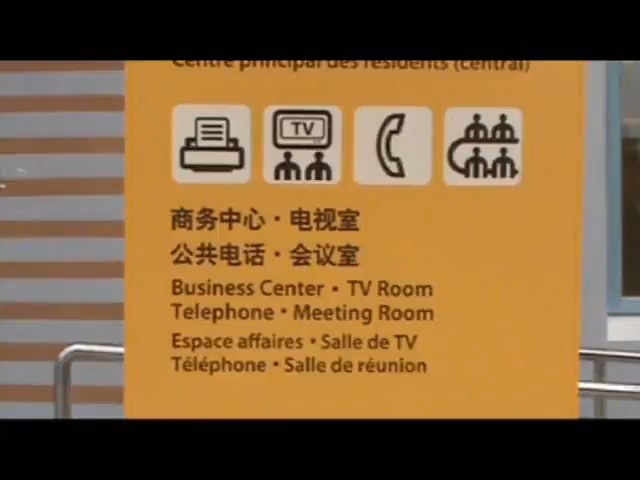 Centre principal des résidents (central)
TV
商务中心・电视室
公共电话・会议室
Business Center • TV Room
Telephone • Meeting Room
Espace affaires • Salle de TV
Téléphone • Salle de réunion